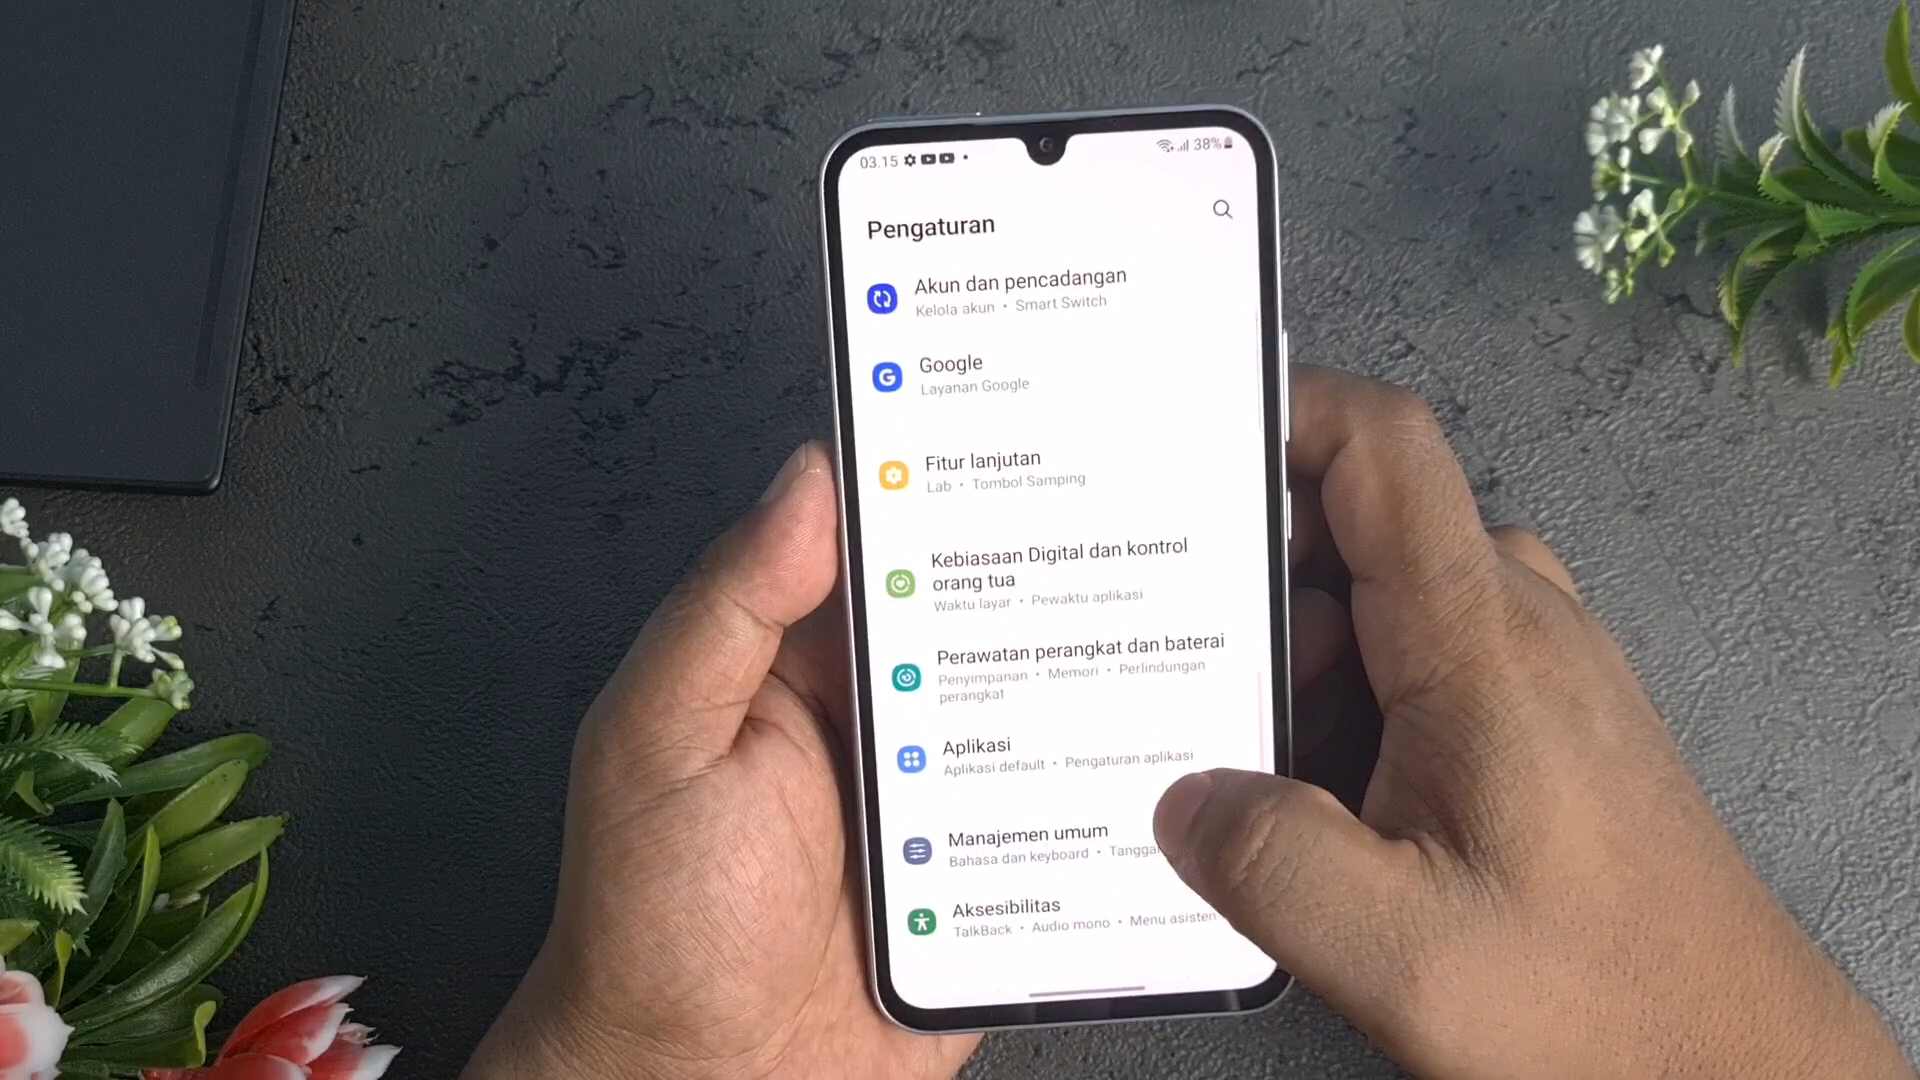 03.15
38%
Pengaturan
Akun dan pencadangan
Kelola akun • Smart Switch
G
Google
Layanan Google
Fitur lanjutan
Lab • Tombol Samping
Kebiasaan Digital dan kontrol
orang tua
Waktu layar • Pewaktu aplikasi
Perawatan perangkat dan baterai
Penyimpanan • Memori • Perlindungan
perangkat
Aplikasi
Aplikasi default • Pengaturan aplikasi
Manajemen umum
Bahasa dan keyboard •
Aksesibilitas
TalkBack • Audio mono • Menu asisten